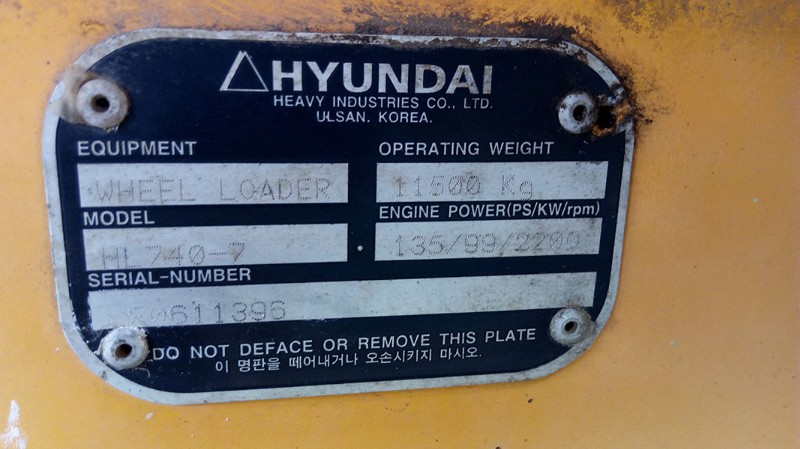 HYUNDAI
HEAVY INDUSTRIES CO., LTD.
ULSAN. KOREA.
EQUIPMENT
WHEEL LOADER
OPERATING WEIGHT
11500 Kg
MODEL
HL740-7
ENGINE POWER(PS/KW/rpm)
135/99/2200
SERIAL-NUMBER
0611396
DO NOT DEFACE OR REMOVE THIS PLATE
이 명판을 떼어내거나 오손시키지 마시오.